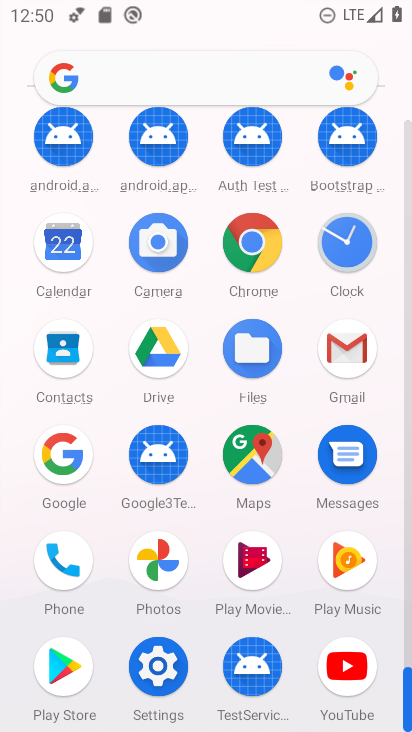 12:50 LTE
G
android.a... android.ap... Auth Test ... Bootstrap ...
22
Calendar Camera Chrome Clock
Contacts Drive Files Gmail
G G
Google Google3Te... Maps Messages
Phone Photos Play Movie... Play Music
Play Store Settings TestServic... YouTube